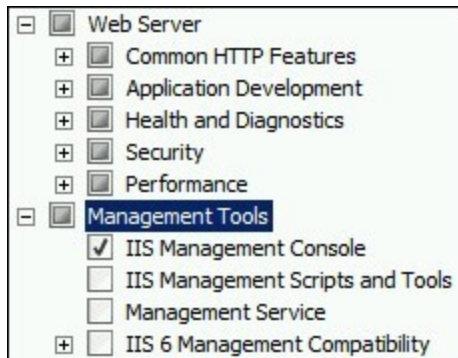 Web Server
Common HTTP Features
Application Development
Health and Diagnostics
Security
Performance
Management Tools
IIS Management Console
IIS Management Scripts and Tools
Management Service
IIS 6 Management Compatibility